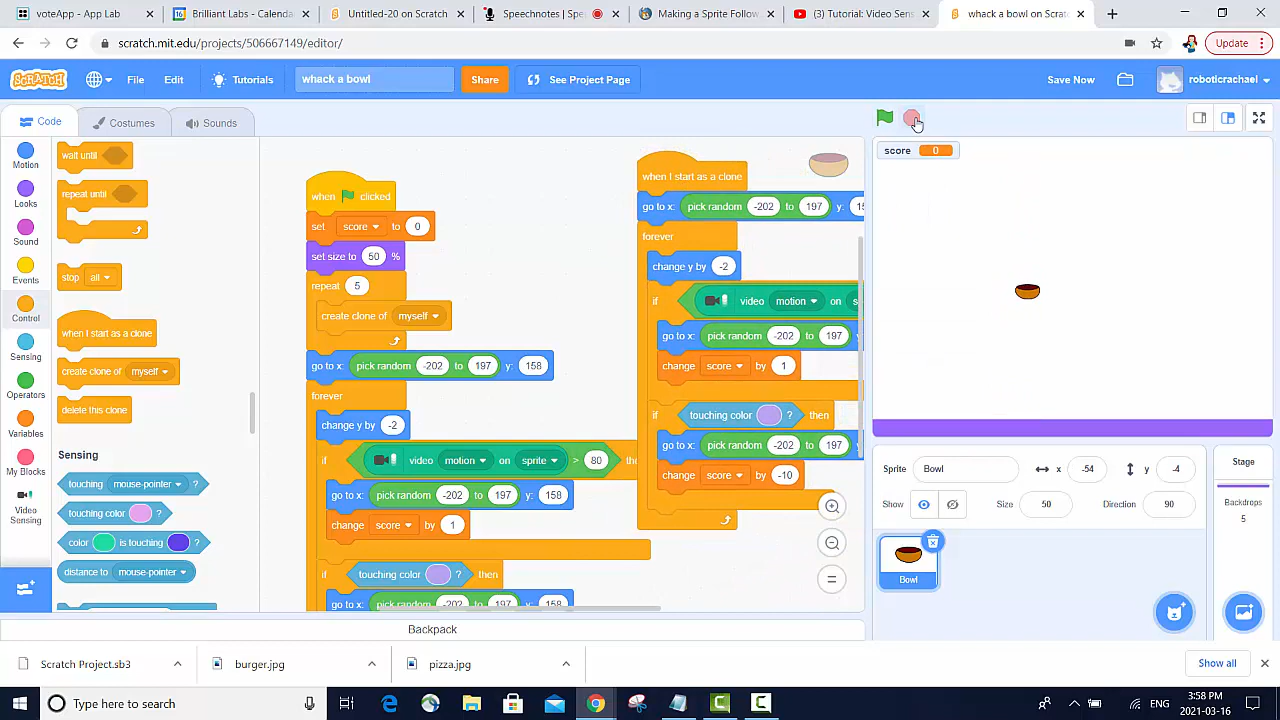 voteApp - App Lab
Brilliant Labs - Calenda
Untitled-20 on Scratch
Speechnotes | Spe
Making a Sprite Follow
(3) Tutorial: Video Sens
whack a bowl on Scratc
scratch.mit.edu/projects/506667149/editor/
Update
SCRATCH
File
Edit
Tutorials
whack a bowl
Share
See Project Page
Save Now
roboticrachael
Code
Costumes
Sounds
Motion
Looks
Sound
Events
Control
Sensing
Operators
Variables
My Blocks
Video
Sensing
wait until
repeat until
stop all
when I start as a clone
create clone of myself
delete this clone
Sensing
touching mouse-pointer ?
touching color ?
color is touching ?
distance to mouse-pointer
when clicked
set score to 0
set size to 50 %
repeat 5
create clone of myself
go to x: pick random -202 to 197 y: 158
forever
change y by -2
if video motion on sprite > 80 the
go to x: pick random -202 to 197 y: 158
change score by 1
if touching color ? then
go to x: pick random -202 to 197 y: 158
when I start as a clone
go to x: pick random -202 to 197 y: 15
forever
change y by -2
if video motion on s
go to x: pick random -202 to 197
change score by 1
if touching color ? then
go to x: pick random -202 to 197
change score by -10
score 0
Sprite Bowl x -54 y -4
Show Size 50 Direction 90
Bowl
Stage
Backdrops
5
Backpack
Scratch Project.sb3
burger.jpg
pizza.jpg
Show all
Type here to search
ENG
3:58 PM
2021-03-16